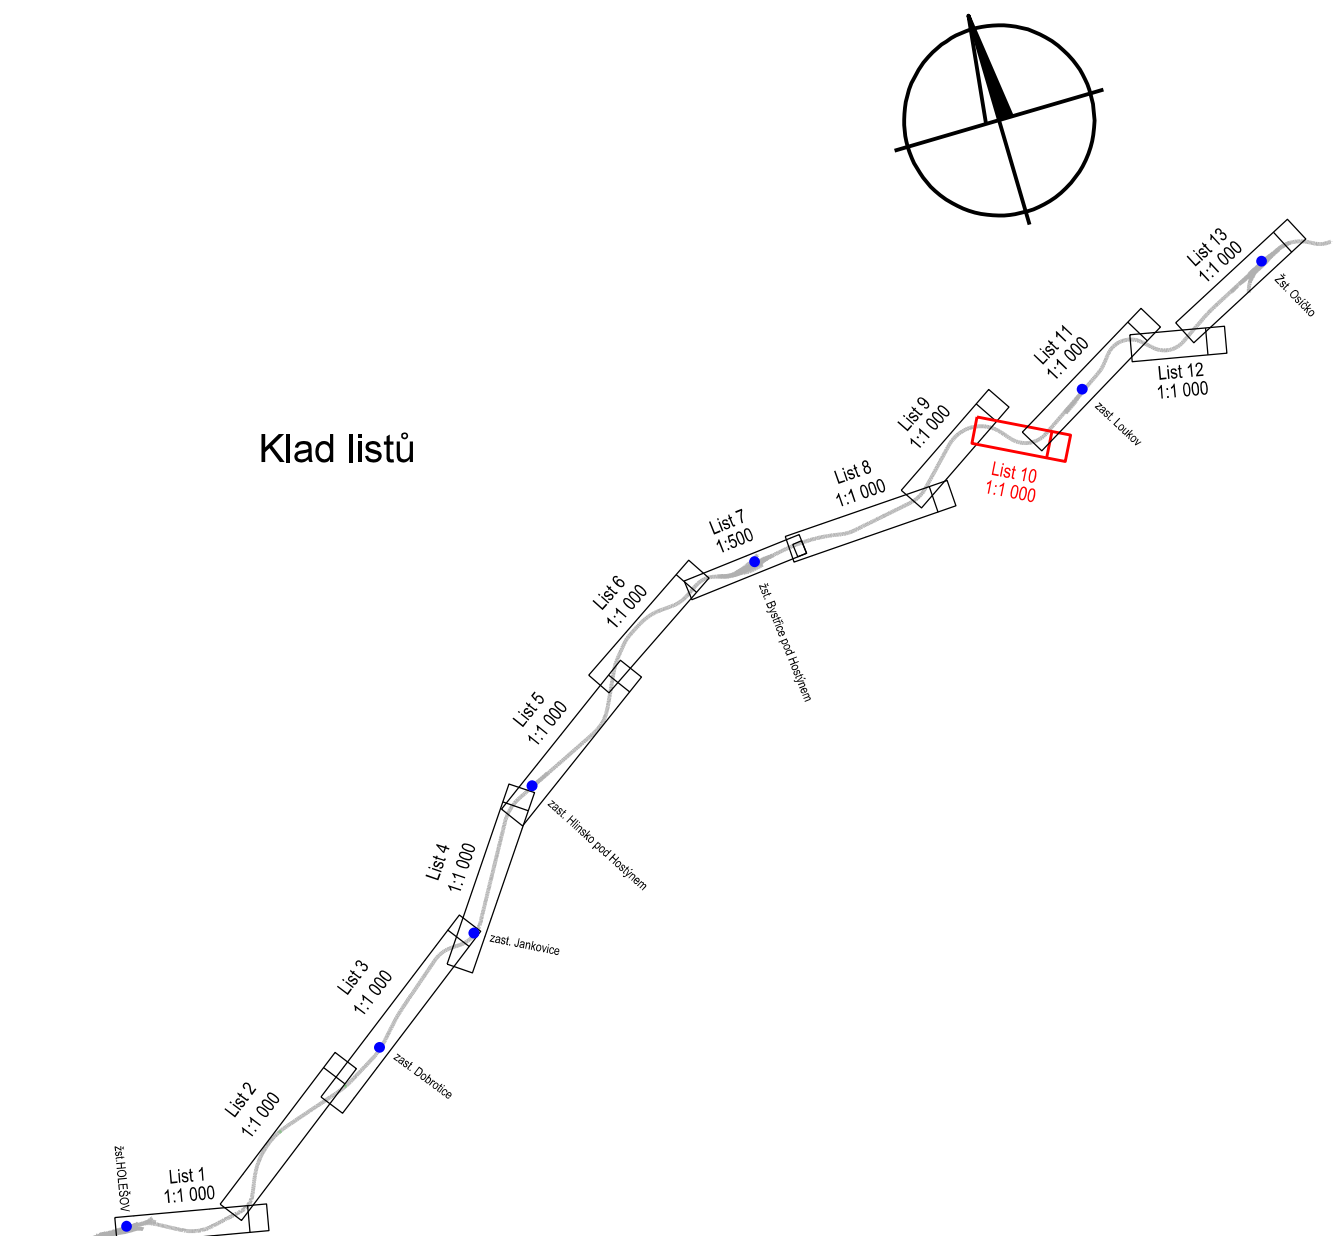 Klad listů
List 13
1:1 000
Žst. Osíčko
List 11
1:1 000
List 12
1:1 000
zast. Loukov
List 9
1:1 000
List 10
1:1 000
List 8
1:1 000
List 7
1:500
žst. Bystřice pod Hostýnem
List 6
1:1 000
List 5
1:1 000
zast. Hlinsko pod Hostýnem
List 4
1:1 000
zast. Jankovice
List 3
1:1 000
zast. Dobrotice
List 2
1:1 000
žst.HOLEŠOV
List 1
1:1 000